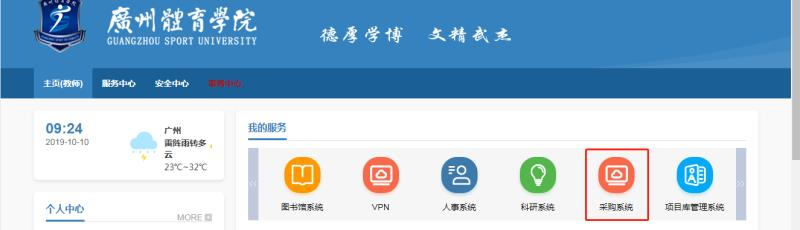 廣州體育學院
GUANGZHOU SPORT UNIVERSITY
德厚学博 文精武杰
主页(教师) 服务中心 安全中心
09:24
2019-10-10
广州
雷阵雨转多云
23℃~32℃
个人中心
MORE
我的服务
图书馆系统 VPN 人事系统 科研系统 采购系统 项目库管理系统